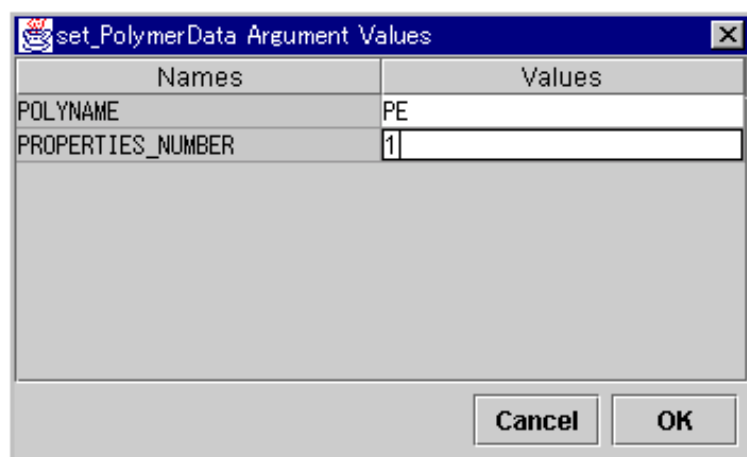 set_PolymerData Argument Values
Names Values
POLYNAME PE
PROPERTIES_NUMBER 1
Cancel OK